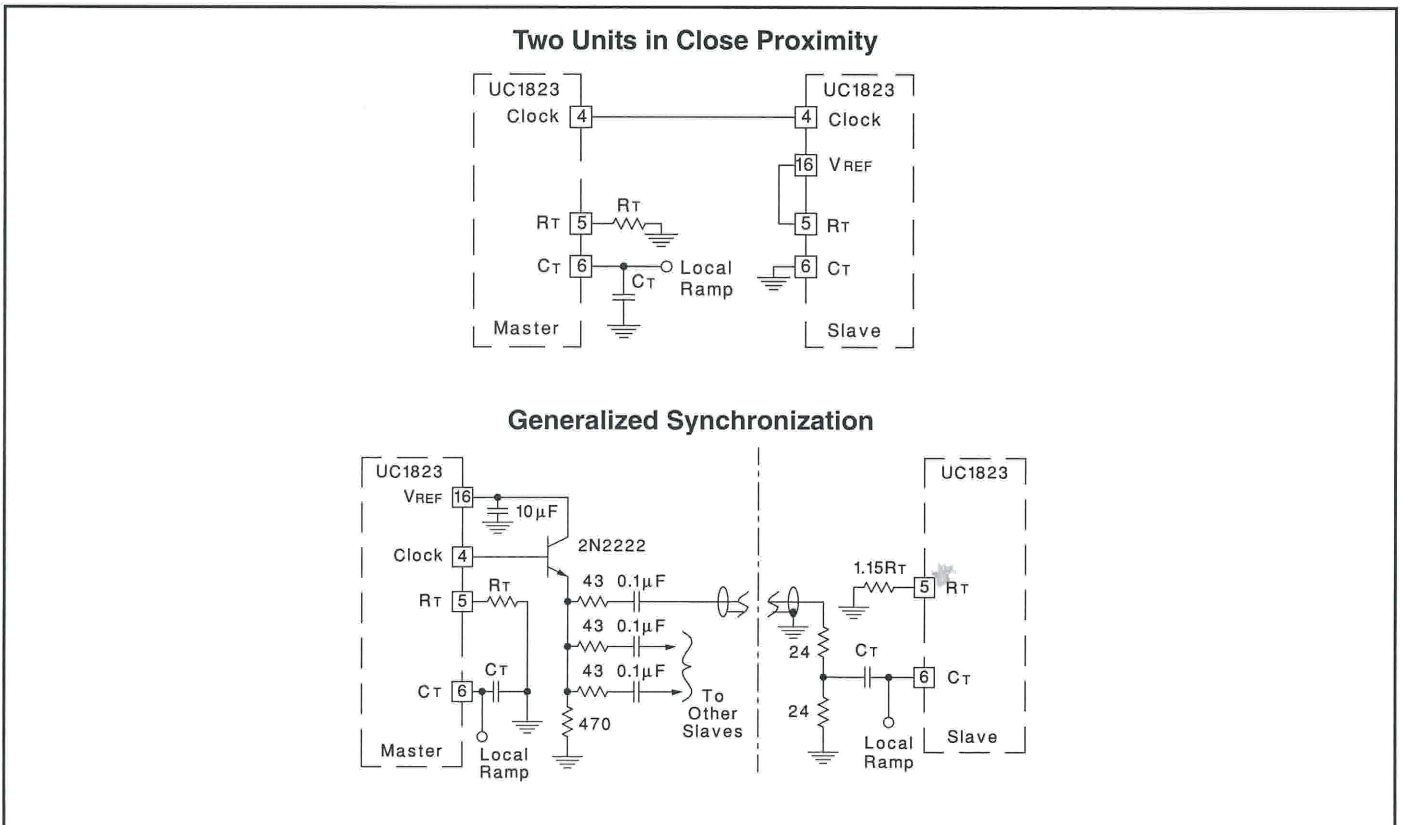 Two Units in Close Proximity
UC1823 UC1823
Clock 4 4 Clock
16 VREF
RT
RT 5 5 RT
CT 6 6 CT
CT Local
Ramp
Master Slave
Generalized Synchronization
UC1823 UC1823
VREF 16
10µF
2N2222
Clock 4
1.15RT
43 0.1µF
RT
RT 5 5 RT
43 0.1µF
24
CT CT
43 0.1µF
CT 6 6 CT
To
Other
Slaves
470
24
Master Local
Ramp
Local
Ramp
Slave